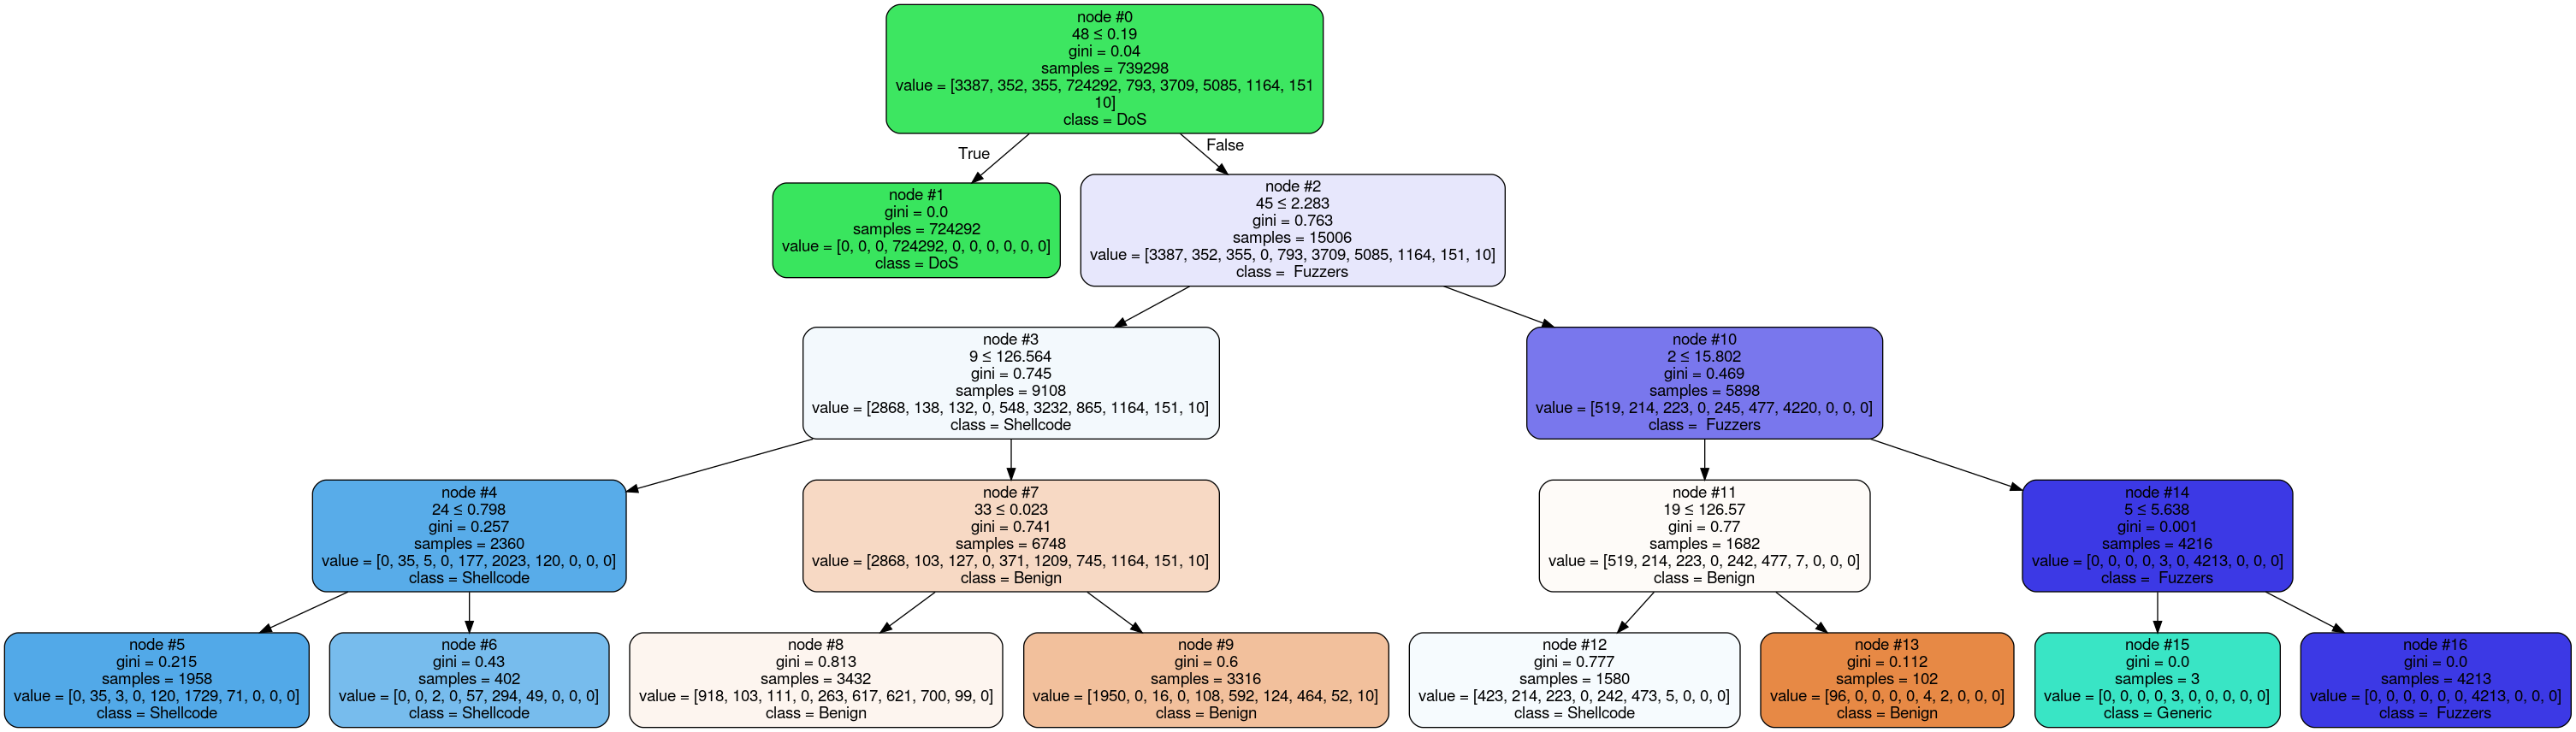 node #0
48 ≤ 0.19
gini = 0.04
samples = 739298
value = [3387, 352, 355, 724292, 793, 3709, 5085, 1164, 151
10]
class = DoS
True
False
node #1
gini = 0.0
samples = 724292
value = [0, 0, 0, 724292, 0, 0, 0, 0, 0, 0]
class = DoS
node #2
45 ≤ 2.283
gini = 0.763
samples = 15006
value = [3387, 352, 355, 0, 793, 3709, 5085, 1164, 151, 10]
class =  Fuzzers
node #3
9 ≤ 126.564
gini = 0.745
samples = 9108
value = [2868, 138, 132, 0, 548, 3232, 865, 1164, 151, 10]
class = Shellcode
node #10
2 ≤ 15.802
gini = 0.469
samples = 5898
value = [519, 214, 223, 0, 245, 477, 4220, 0, 0, 0]
class =  Fuzzers
node #4
24 ≤ 0.798
gini = 0.257
samples = 2360
value = [0, 35, 5, 0, 177, 2023, 120, 0, 0, 0]
class = Shellcode
node #7
33 ≤ 0.023
gini = 0.741
samples = 6748
value = [2868, 103, 127, 0, 371, 1209, 745, 1164, 151, 10]
class = Benign
node #11
19 ≤ 126.57
gini = 0.77
samples = 1682
value = [519, 214, 223, 0, 242, 477, 7, 0, 0, 0]
class = Benign
node #14
5 ≤ 5.638
gini = 0.001
samples = 4216
value = [0, 0, 0, 0, 3, 0, 4213, 0, 0, 0]
class =  Fuzzers
node #5
gini = 0.215
samples = 1958
value = [0, 35, 3, 0, 120, 1729, 71, 0, 0, 0]
class = Shellcode
node #6
gini = 0.43
samples = 402
value = [0, 0, 2, 0, 57, 294, 49, 0, 0, 0]
class = Shellcode
node #8
gini = 0.813
samples = 3432
value = [918, 103, 111, 0, 263, 617, 621, 700, 99, 0]
class = Benign
node #9
gini = 0.6
samples = 3316
value = [1950, 0, 16, 0, 108, 592, 124, 464, 52, 10]
class = Benign
node #12
gini = 0.777
samples = 1580
value = [423, 214, 223, 0, 242, 473, 5, 0, 0, 0]
class = Shellcode
node #13
gini = 0.112
samples = 102
value = [96, 0, 0, 0, 0, 4, 2, 0, 0, 0]
class = Benign
node #15
gini = 0.0
samples = 3
value = [0, 0, 0, 0, 3, 0, 0, 0, 0, 0]
class = Generic
node #16
gini = 0.0
samples = 4213
value = [0, 0, 0, 0, 0, 0, 4213, 0, 0, 0]
class =  Fuzzers